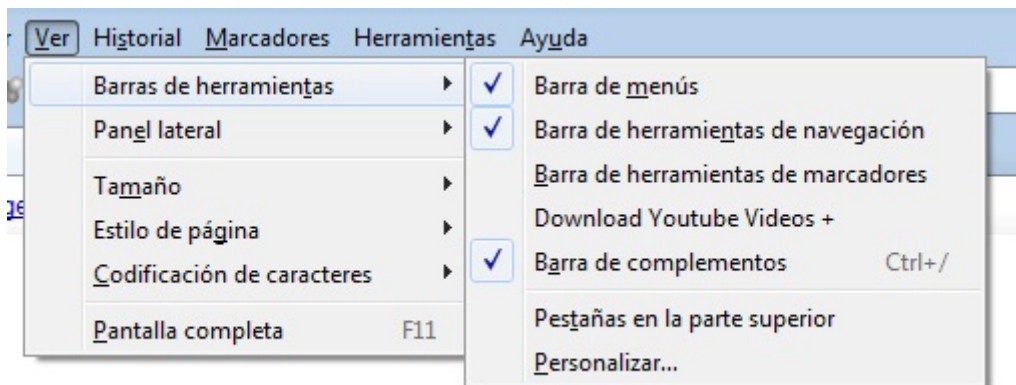 Ver Historial Marcadores Herramientas Ayuda
Barras de herramientas
Panel lateral
Tamaño
Estilo de página
Codificación de caracteres
Pantalla completa F11
Barra de menús
Barra de herramientas de navegación
Barra de herramientas de marcadores
Download Youtube Videos +
Barra de complementos Ctrl+/
Pestañas en la parte superior
Personalizar...